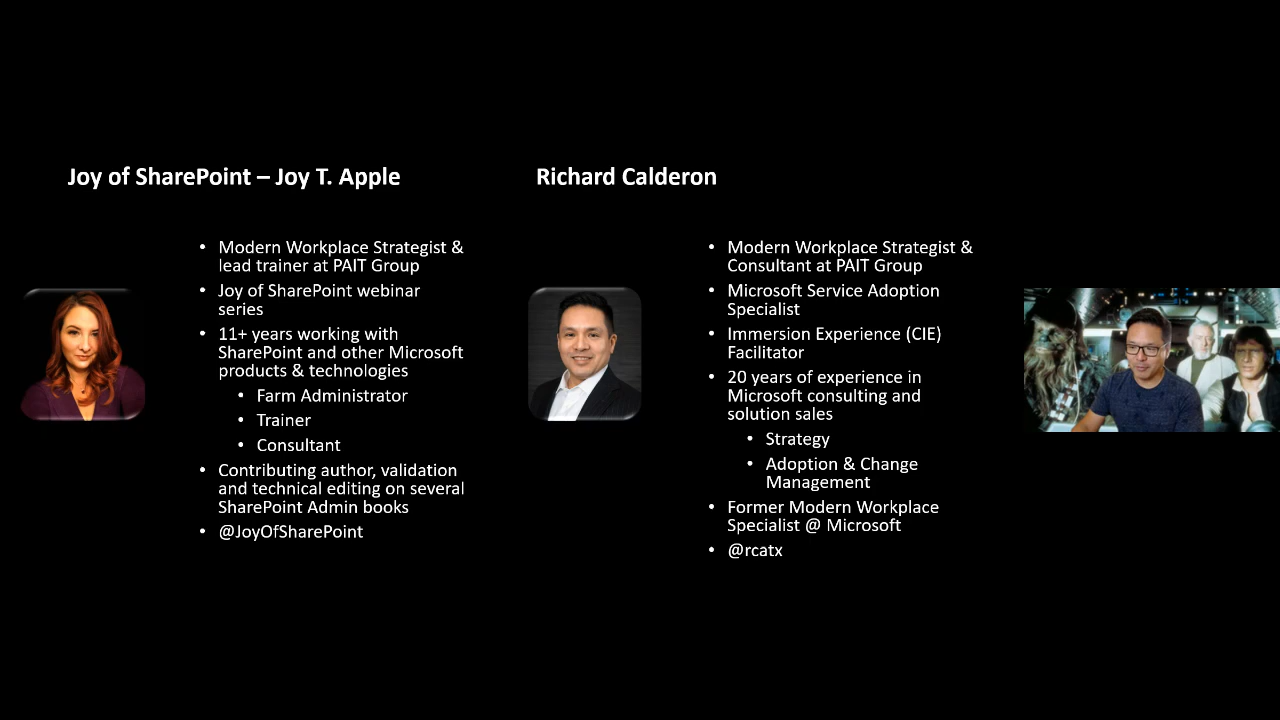 Joy of SharePoint – Joy T. Apple
• Modern Workplace Strategist &
lead trainer at PAIT Group
• Joy of SharePoint webinar
series
• 11+ years working with
SharePoint and other Microsoft
products & technologies
• Farm Administrator
• Trainer
• Consultant
• Contributing author, validation
and technical editing on several
SharePoint Admin books
• @JoyOfSharePoint
Richard Calderon
• Modern Workplace Strategist &
Consultant at PAIT Group
• Microsoft Service Adoption
Specialist
• Immersion Experience (CIE)
Facilitator
• 20 years of experience in
Microsoft consulting and
solution sales
• Strategy
• Adoption & Change
Management
• Former Modern Workplace
Specialist @ Microsoft
• @rcatx